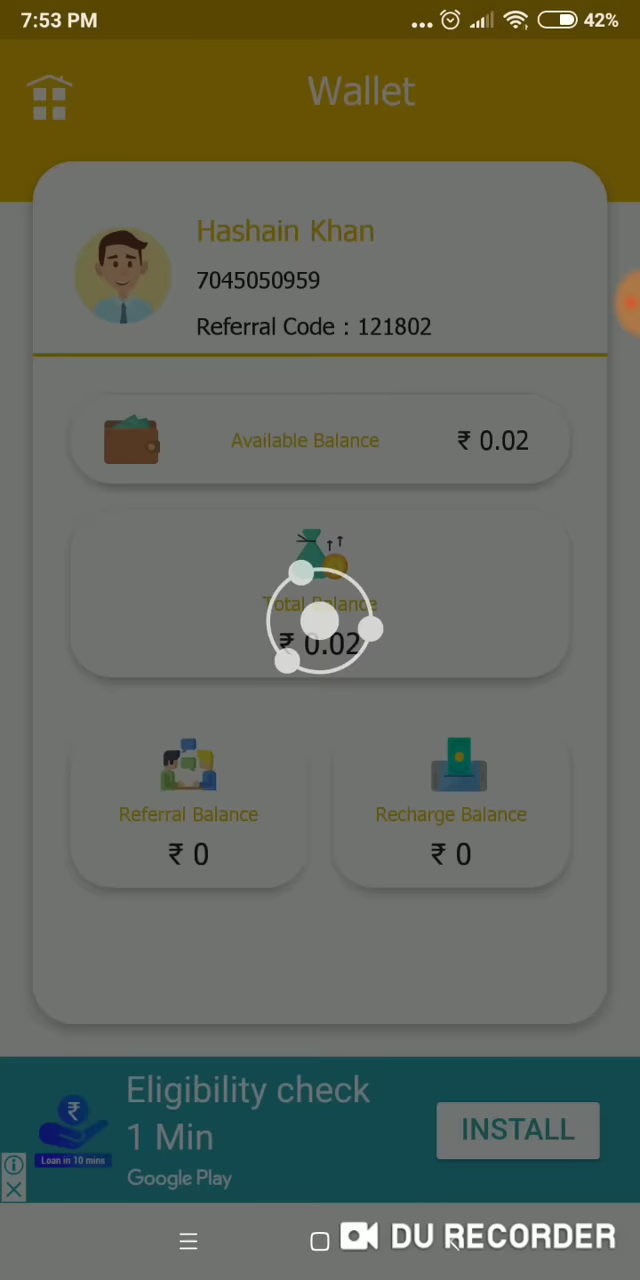 7:53 PM
42%
Wallet
Hashain Khan
7045050959
Referral Code : 121802
Available Balance
₹ 0.02
Total Balance
₹ 0.02
Referral Balance
₹ 0
Recharge Balance
₹ 0
Eligibility check
1 Min
Google Play
₹
Loan in 10 mins
INSTALL
DU RECORDER